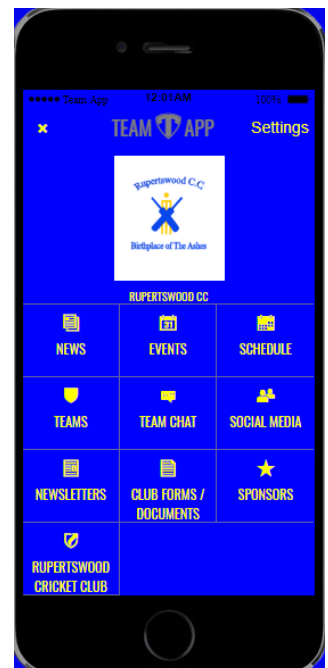 Team App 12:01AM 100%
× TEAM T APP Settings
Rupertswood C.C
Birthplace of The Ashes
RUPERTSWOOD CC
31
NEWS EVENTS SCHEDULE
TEAMS TEAM CHAT SOCIAL MEDIA
NEWSLETTERS CLUB FORMS / DOCUMENTS SPONSORS
RUPERTSWOOD
CRICKET CLUB